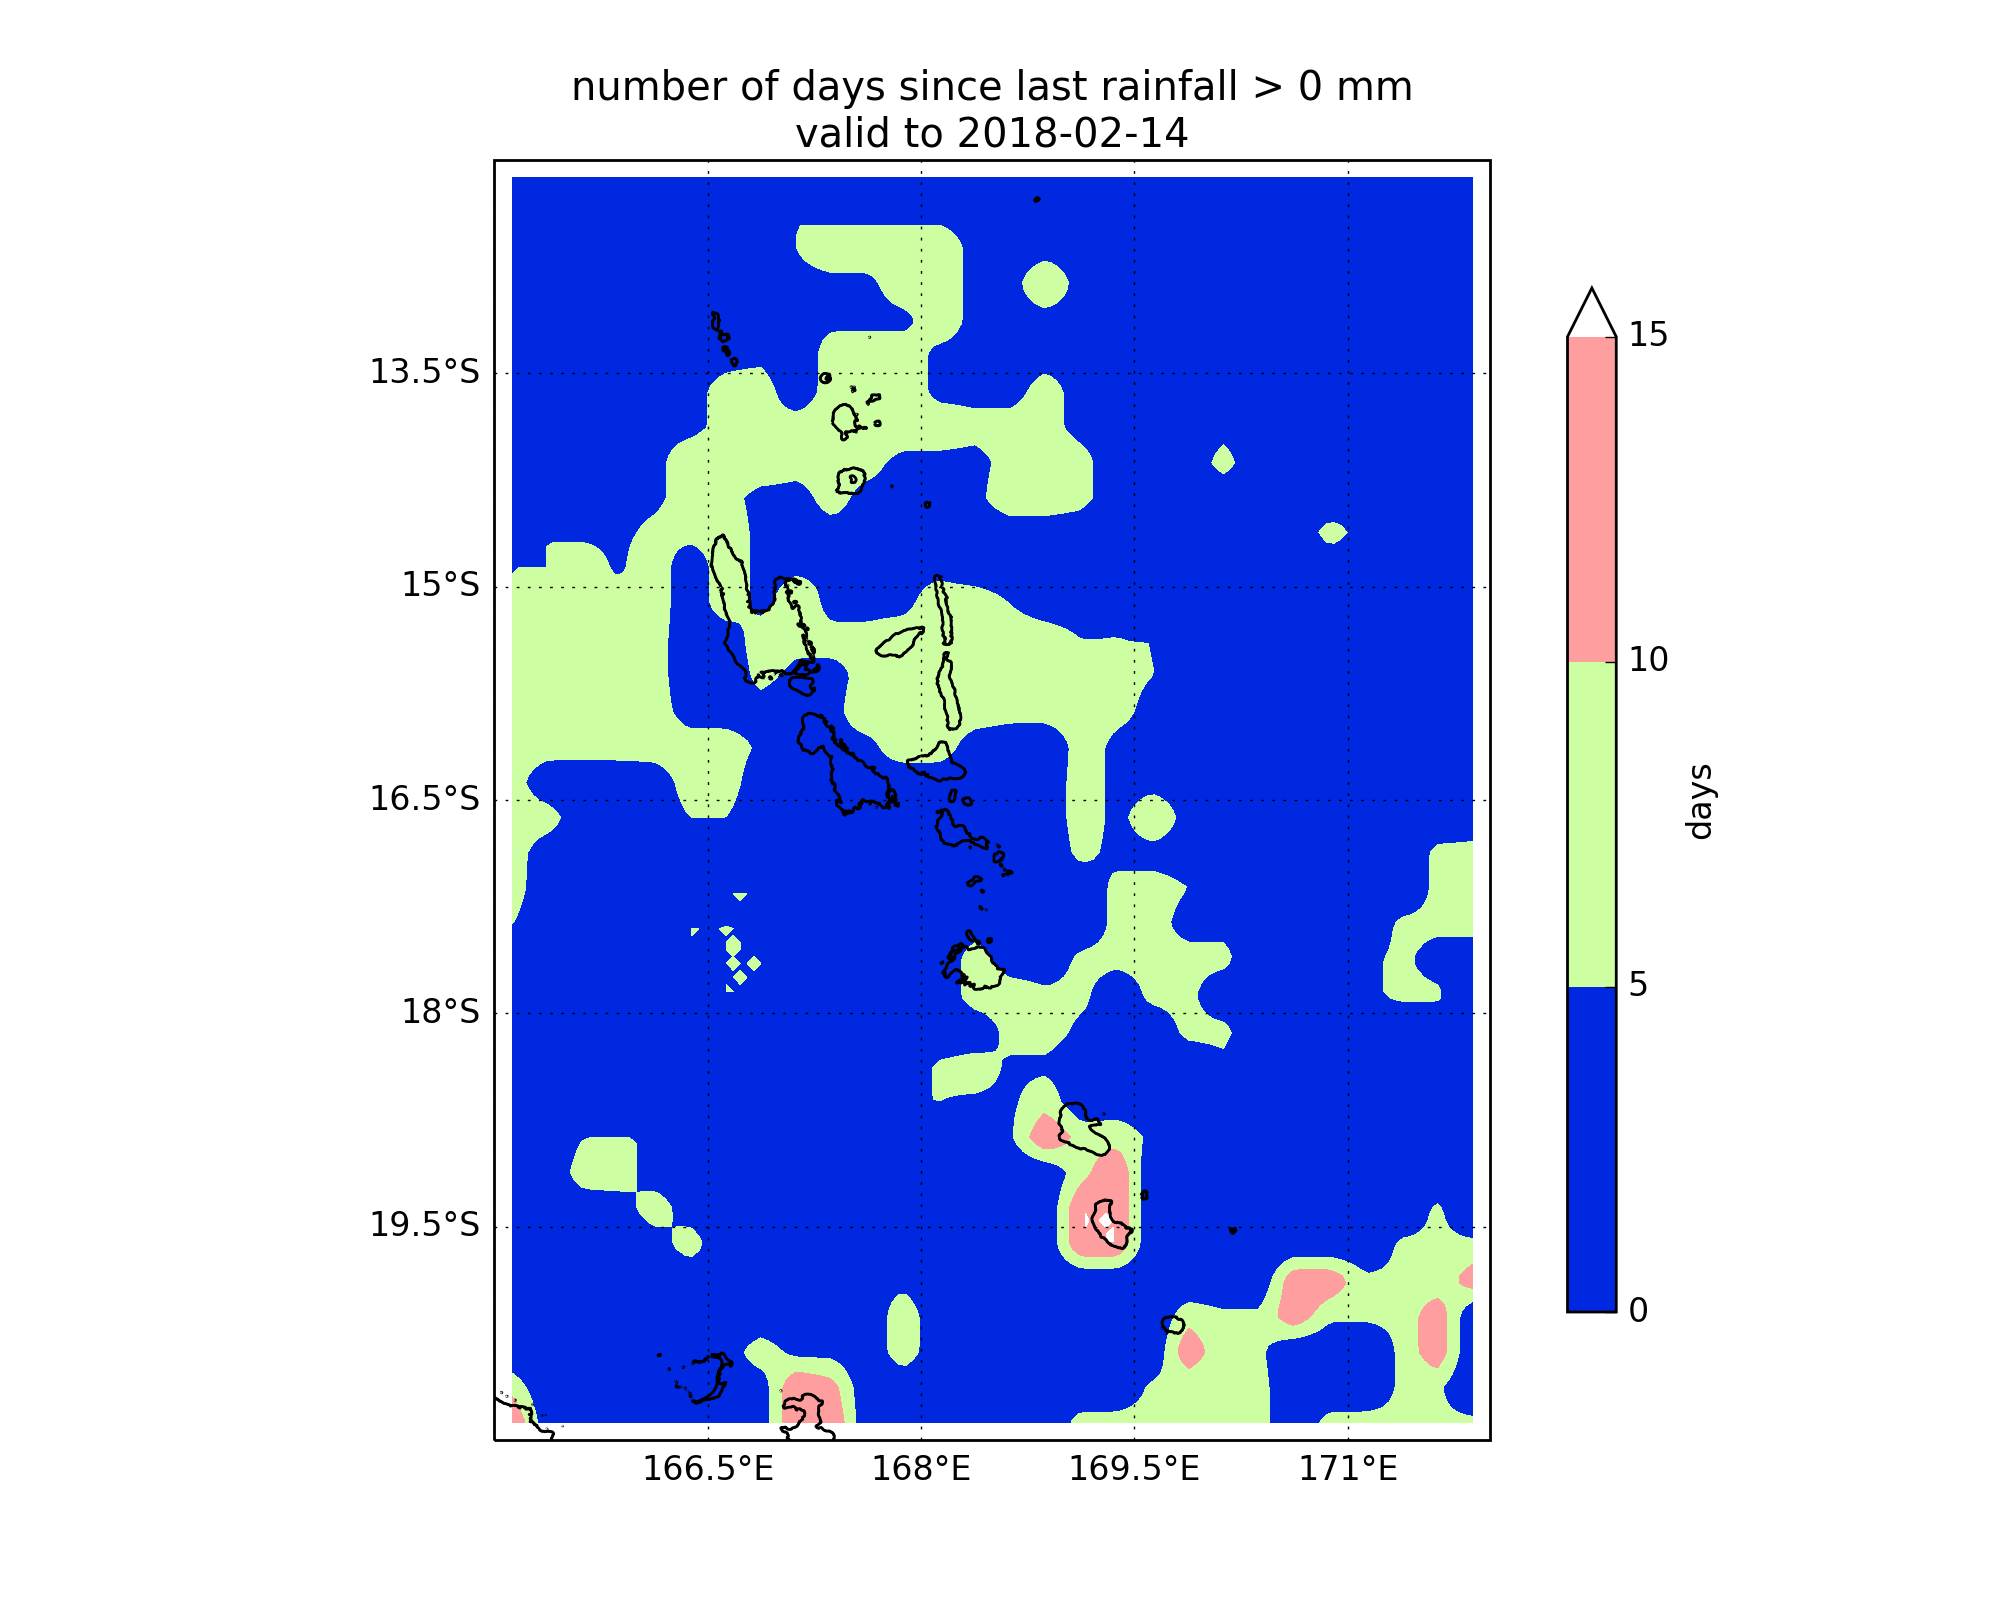 number of days since last rainfall > 0 mm
valid to 2018-02-14
13.5°S
15°S
16.5°S
18°S
19.5°S
166.5°E
168°E
169.5°E
171°E
15
10
5
0
days